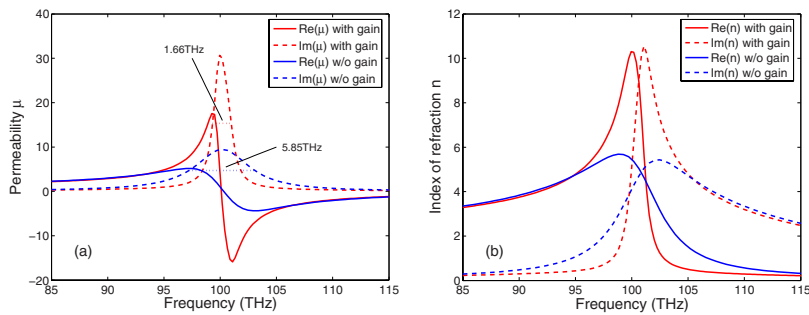 40
30
20
10
0
−10
−20
Permeability μ
85
90
95
100
105
110
115
Frequency (THz)
(a)
1.66THz
5.85THz
Re(μ) with gain
Im(μ) with gain
Re(μ) w/o gain
Im(μ) w/o gain
12
10
8
6
4
2
0
Index of refraction n
85
90
95
100
105
110
115
Frequency (THz)
(b)
Re(n) with gain
Im(n) with gain
Re(n) w/o gain
Im(n) w/o gain